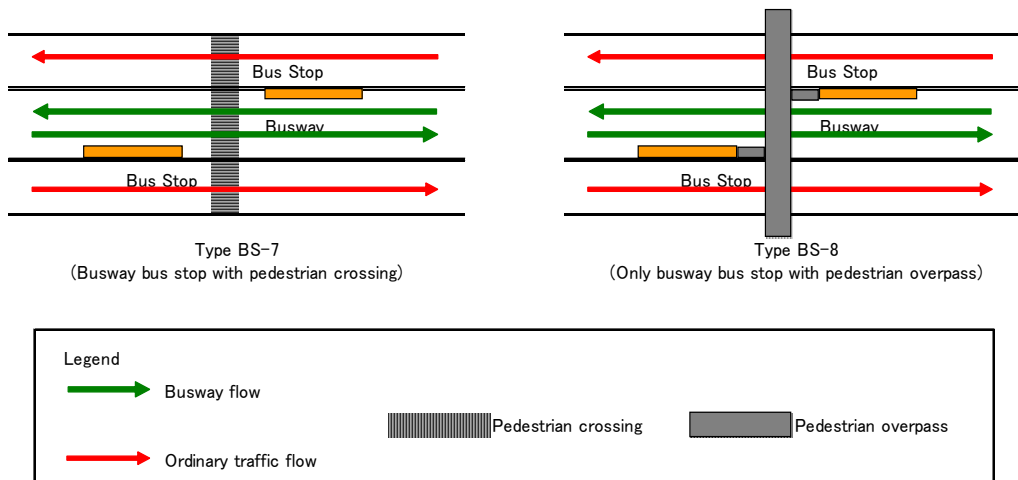 Bus Stop
Busway
Bus Stop
Type BS-7
(Busway bus stop with pedestrian crossing)
Bus Stop
Busway
Bus Stop
Type BS-8
(Only busway bus stop with pedestrian overpass)
Legend
Busway flow
Pedestrian crossing
Pedestrian overpass
Ordinary traffic flow